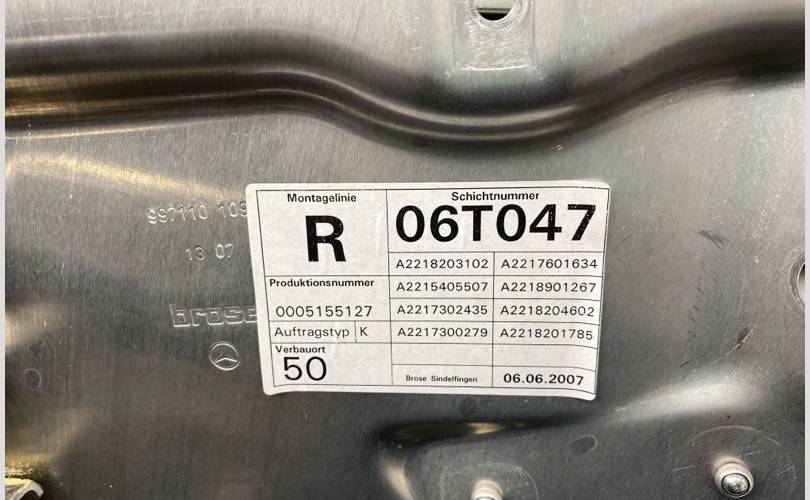 997110 109
13 07
brose
Montagelinie
R
Schichtnummer
06T047
Produktionsnummer
0005155127
Auftragstyp K
Verbauort
50
A2218203102 A2217601634
A2215405507 A2218901267
A2217302435 A2218204602
A2217300279 A2218201785
Brose Sindelfingen 06.06.2007